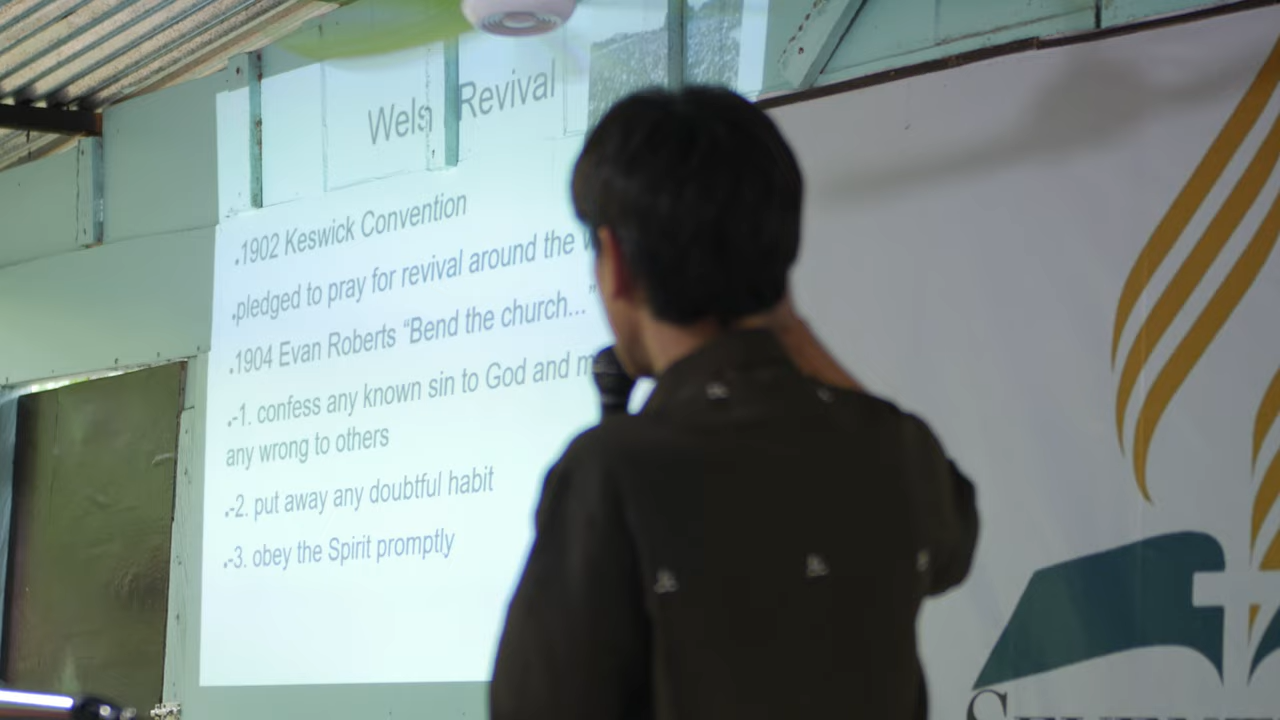 Wels Revival
.1902 Keswick Convention
.pledged to pray for revival around the
.1904 Evan Roberts “Bend the church...”
.-1. confess any known sin to God and
any wrong to others
.-2. put away any doubtful habit
.-3. obey the Spirit promptly